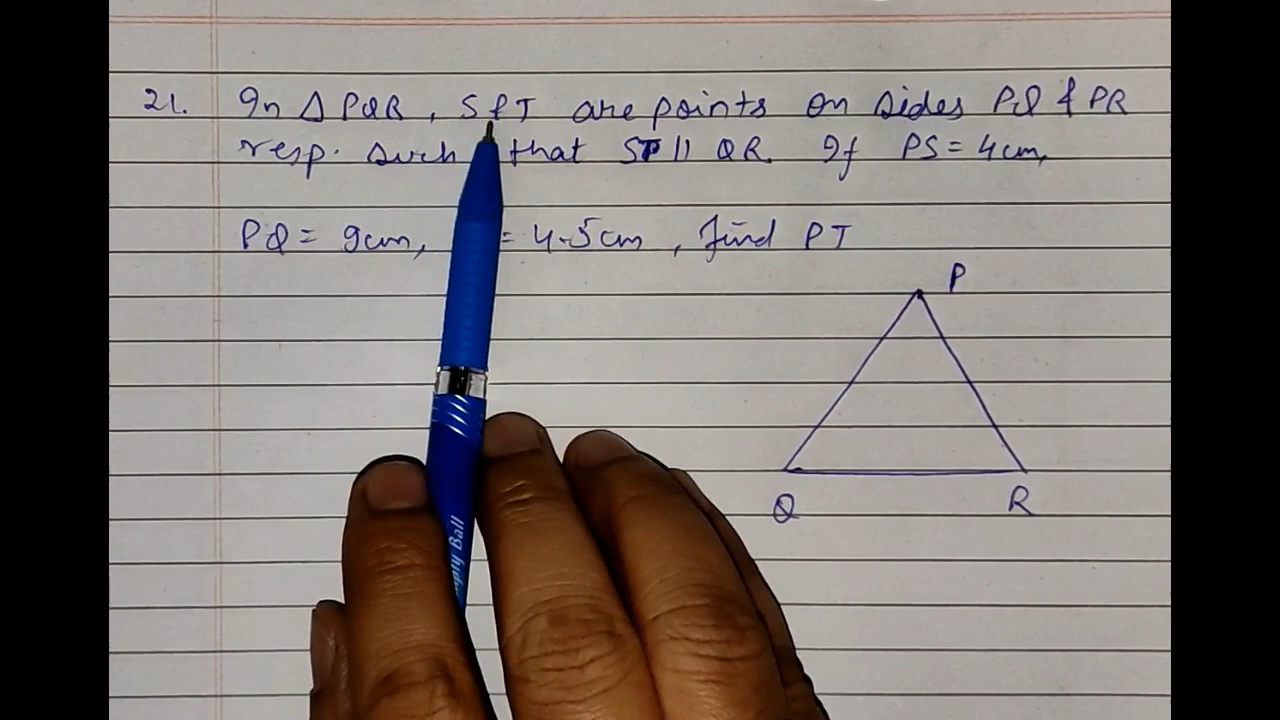 21. In Δ PQR, S & T are points on sides PQ & PR
resp. such that ST || QR. If PS = 4cm,
PQ = 9cm, = 4.5cm, find PT
P
Q R
Ball